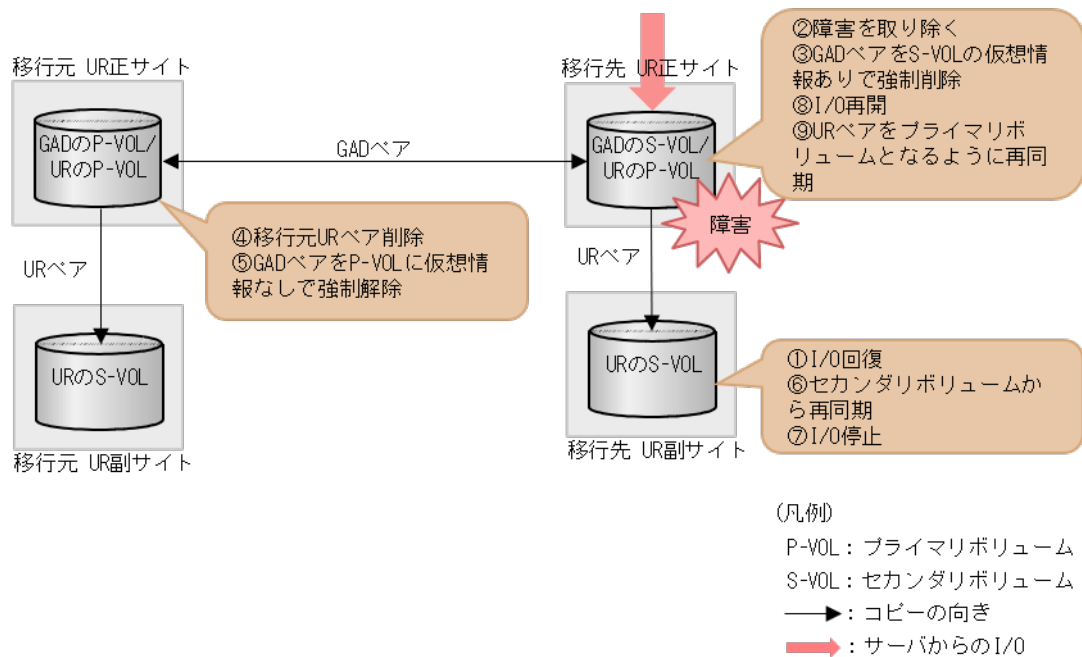 ②障害を取り除く
③GADペアをS-VOLの仮想情
報ありで強制削除
⑧I/O再開
⑨URペアをプライマリボ
リュームとなるように再同
期
移行元 UR正サイト
移行先 UR正サイト
GADのP-VOL/
URのP-VOL
GADペア
GADのS-VOL/
URのP-VOL
障害
④移行元URペア削除
⑤GADペアをP-VOLに仮想情
報なしで強制解除
URペア
URペア
URのS-VOL
URのS-VOL
①I/O回復
⑥セカンダリボリュームか
ら再同期
⑦I/O停止
移行元 UR副サイト
移行先 UR副サイト
(凡例)
P-VOL：プライマリボリューム
S-VOL：セカンダリボリューム
：コピーの向き
：サーバからのI/O